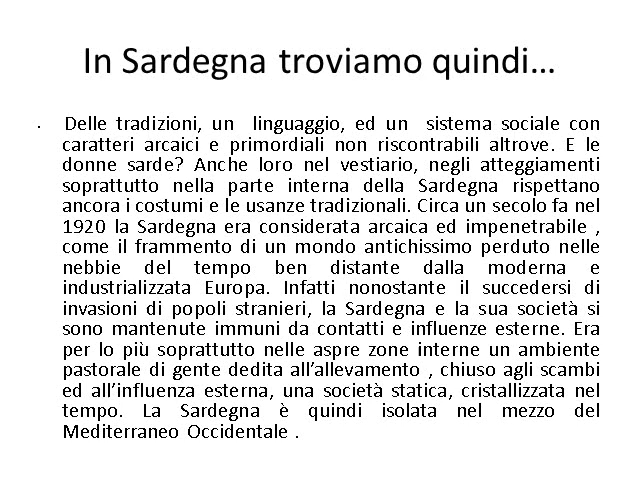 In Sardegna troviamo quindi…
• Delle tradizioni, un linguaggio, ed un sistema sociale con
caratteri arcaici e primordiali non riscontrabili altrove. E le
donne sarde? Anche loro nel vestiario, negli atteggiamenti
soprattutto nella parte interna della Sardegna rispettano
ancora i costumi e le usanze tradizionali. Circa un secolo fa nel
1920 la Sardegna era considerata arcaica ed impenetrabile ,
come il frammento di un mondo antichissimo perduto nelle
nebbie del tempo ben distante dalla moderna e
industrializzata Europa. Infatti nonostante il succedersi di
invasioni di popoli stranieri, la Sardegna e la sua società si
sono mantenute immuni da contatti e influenze esterne. Era
per lo più soprattutto nelle aspre zone interne un ambiente
pastorale di gente dedita all’allevamento , chiuso agli scambi
ed all’influenza esterna, una società statica, cristallizzata nel
tempo. La Sardegna è quindi isolata nel mezzo del
Mediterraneo Occidentale .